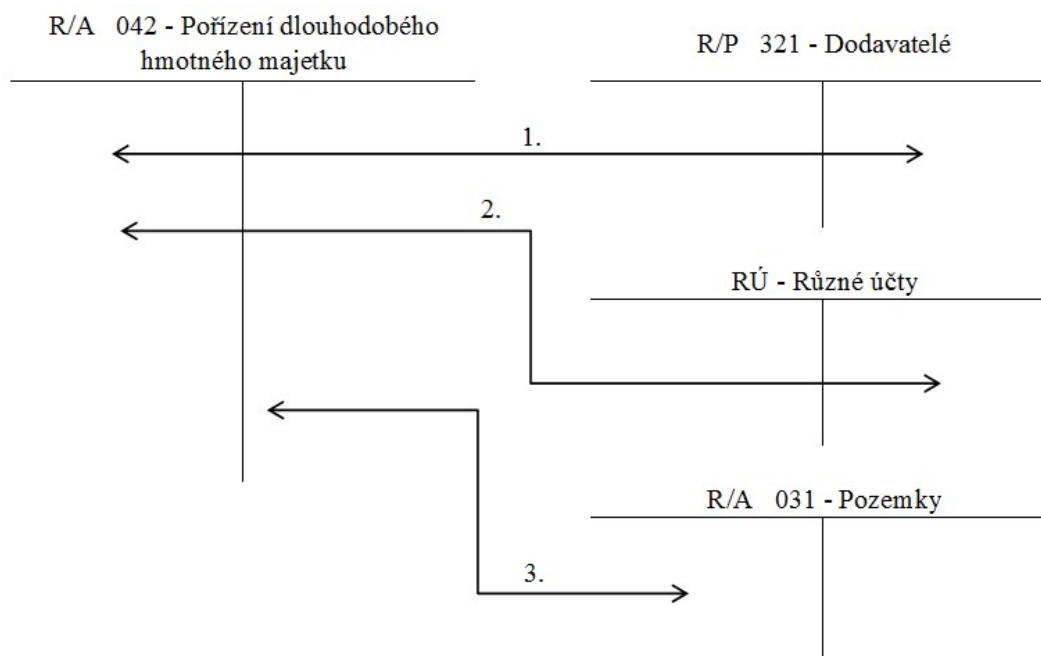 R/A 042 - Pořízení dlouhodobého
hmotného majetku
R/P 321 - Dodavatelé
1.
2.
RÚ - Různé účty
R/A 031 - Pozemky
3.